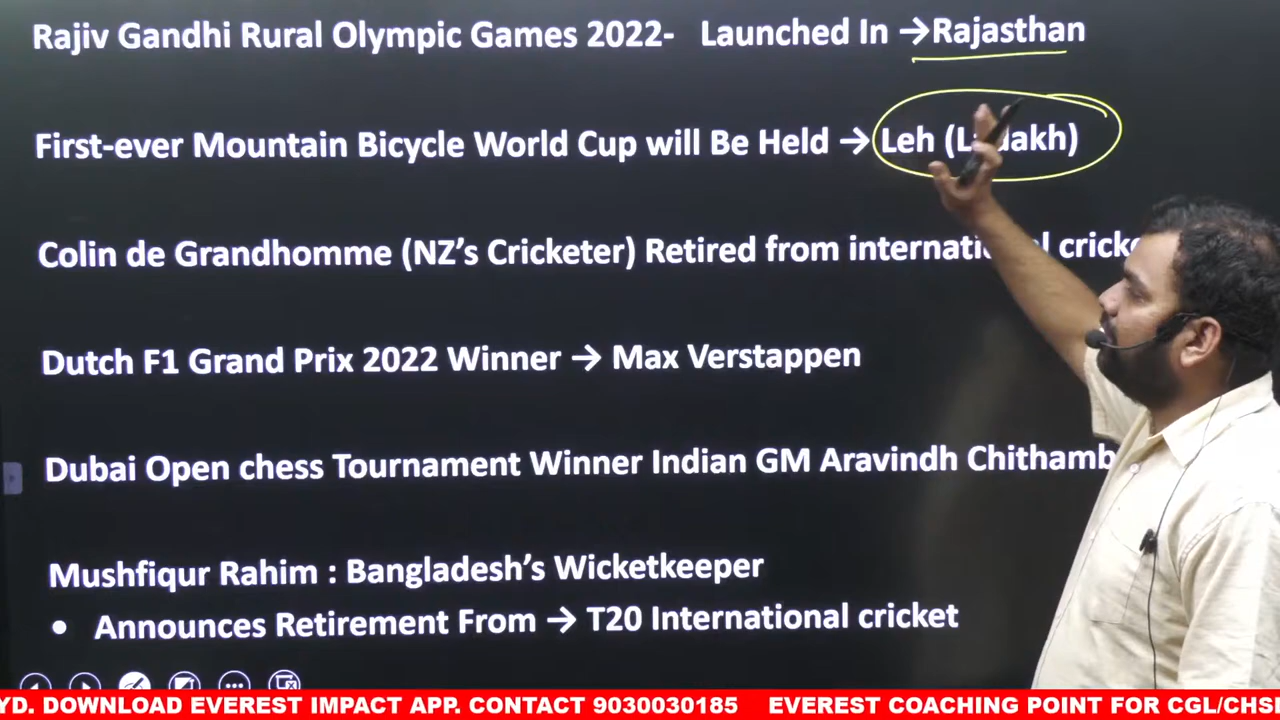 Rajiv Gandhi Rural Olympic Games 2022- Launched In →Rajasthan
First-ever Mountain Bicycle World Cup will Be Held → Leh (Ladakh)
Colin de Grandhomme (NZ's Cricketer) Retired from international cricke
Dutch F1 Grand Prix 2022 Winner → Max Verstappen
Dubai Open chess Tournament Winner Indian GM Aravindh Chithamb
Mushfiqur Rahim : Bangladesh's Wicketkeeper
• Announces Retirement From → T20 International cricket
YD. DOWNLOAD EVEREST IMPACT APP. CONTACT 9030030185 EVEREST COACHING POINT FOR CGL/CHSL